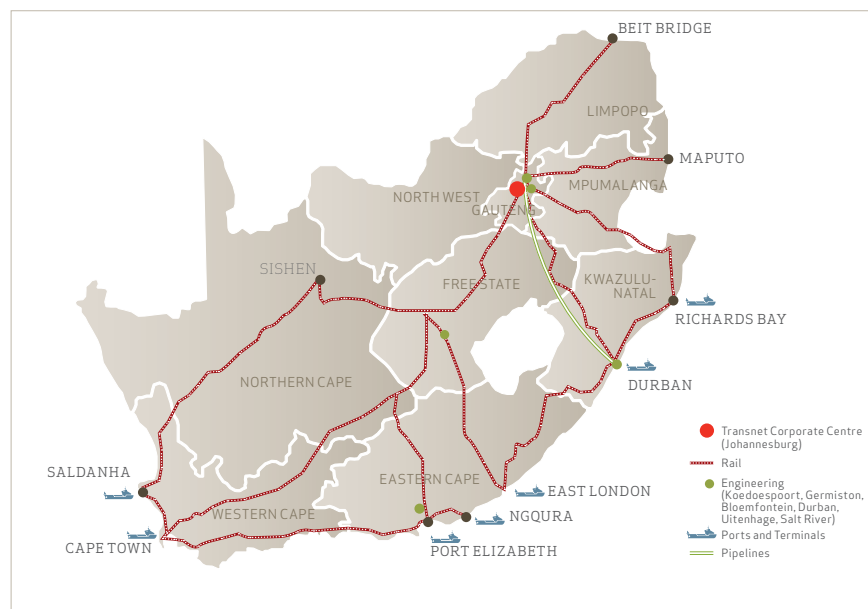 BEIT BRIDGE
LIMPOPO
MAPUTO
MPUMALANGA
NORTH WEST
GAUTENG
SISHEN
FREESTATE
KWAZULU-
NATAL
RICHARDS BAY
DURBAN
NORTHERN CAPE
SALDANHA
EASTERN CAPE
EAST LONDON
WESTERN CAPE
NGQURA
CAPE TOWN
PORT ELIZABETH
Transnet Corporate Centre
(Johannesburg)
Rail
Engineering
(Koedoespoort, Germiston,
Bloemfontein, Durban,
Uitenhage, Salt River)
Ports and Terminals
Pipelines